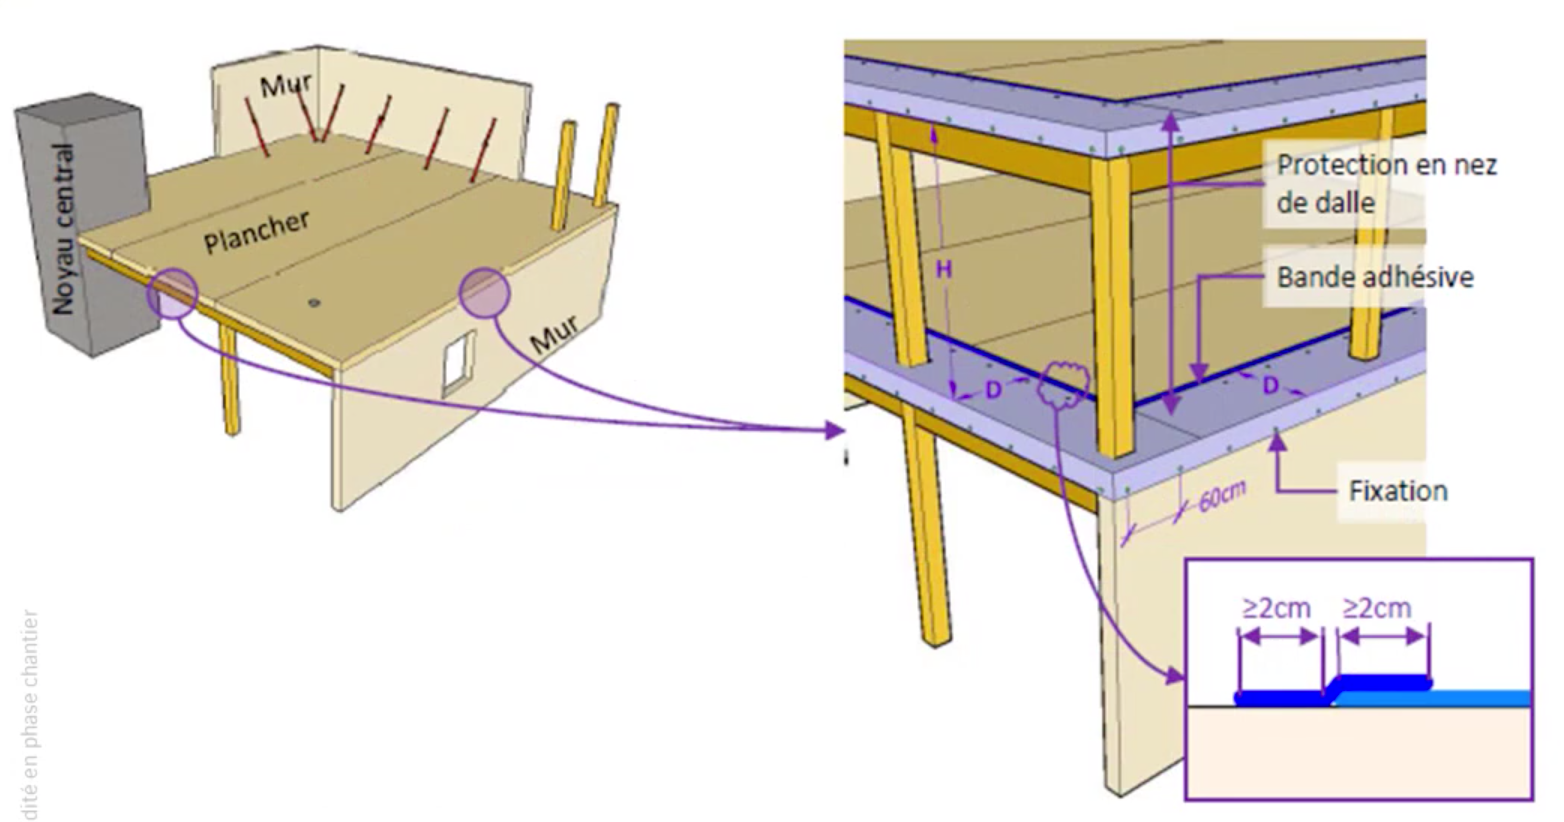 Mur
Noyau central
Plancher
Mur
Protection en nez
de dalle
H
Bande adhésive
D
D
Fixation
60cm
≥2cm
≥2cm
dité en phase chantier